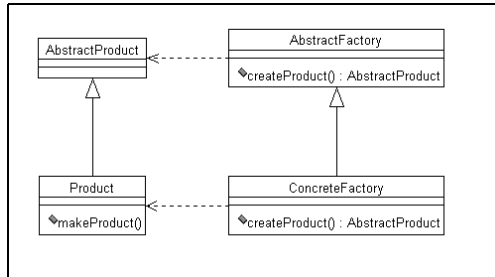 AbstractProduct
AbstractFactory
createProduct() : AbstractProduct
Product
makeProduct()
ConcreteFactory
createProduct() : AbstractProduct